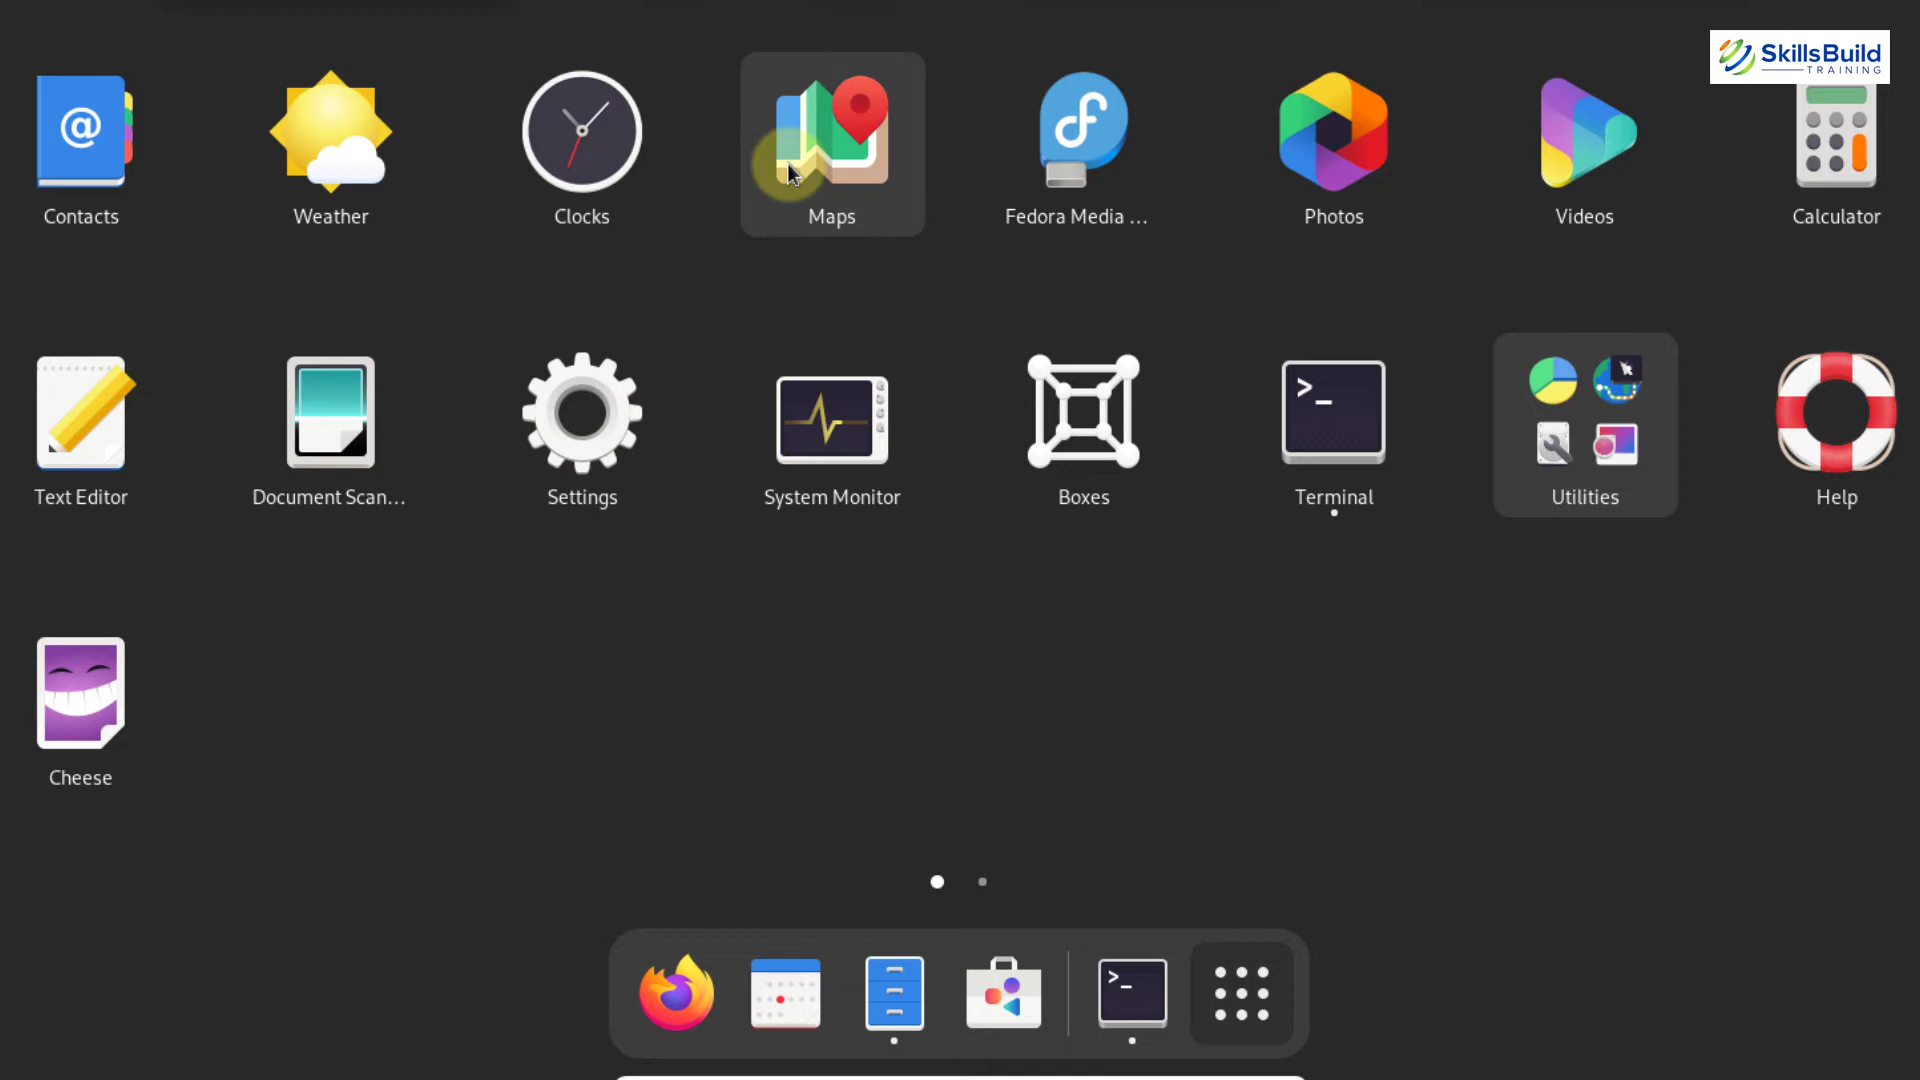 SkillsBuild
TRAINING
Contacts
Weather
Clocks
Maps
Fedora Media ...
Photos
Videos
Calculator
Text Editor
Document Scan...
Settings
System Monitor
Boxes
Terminal
Utilities
Help
Cheese